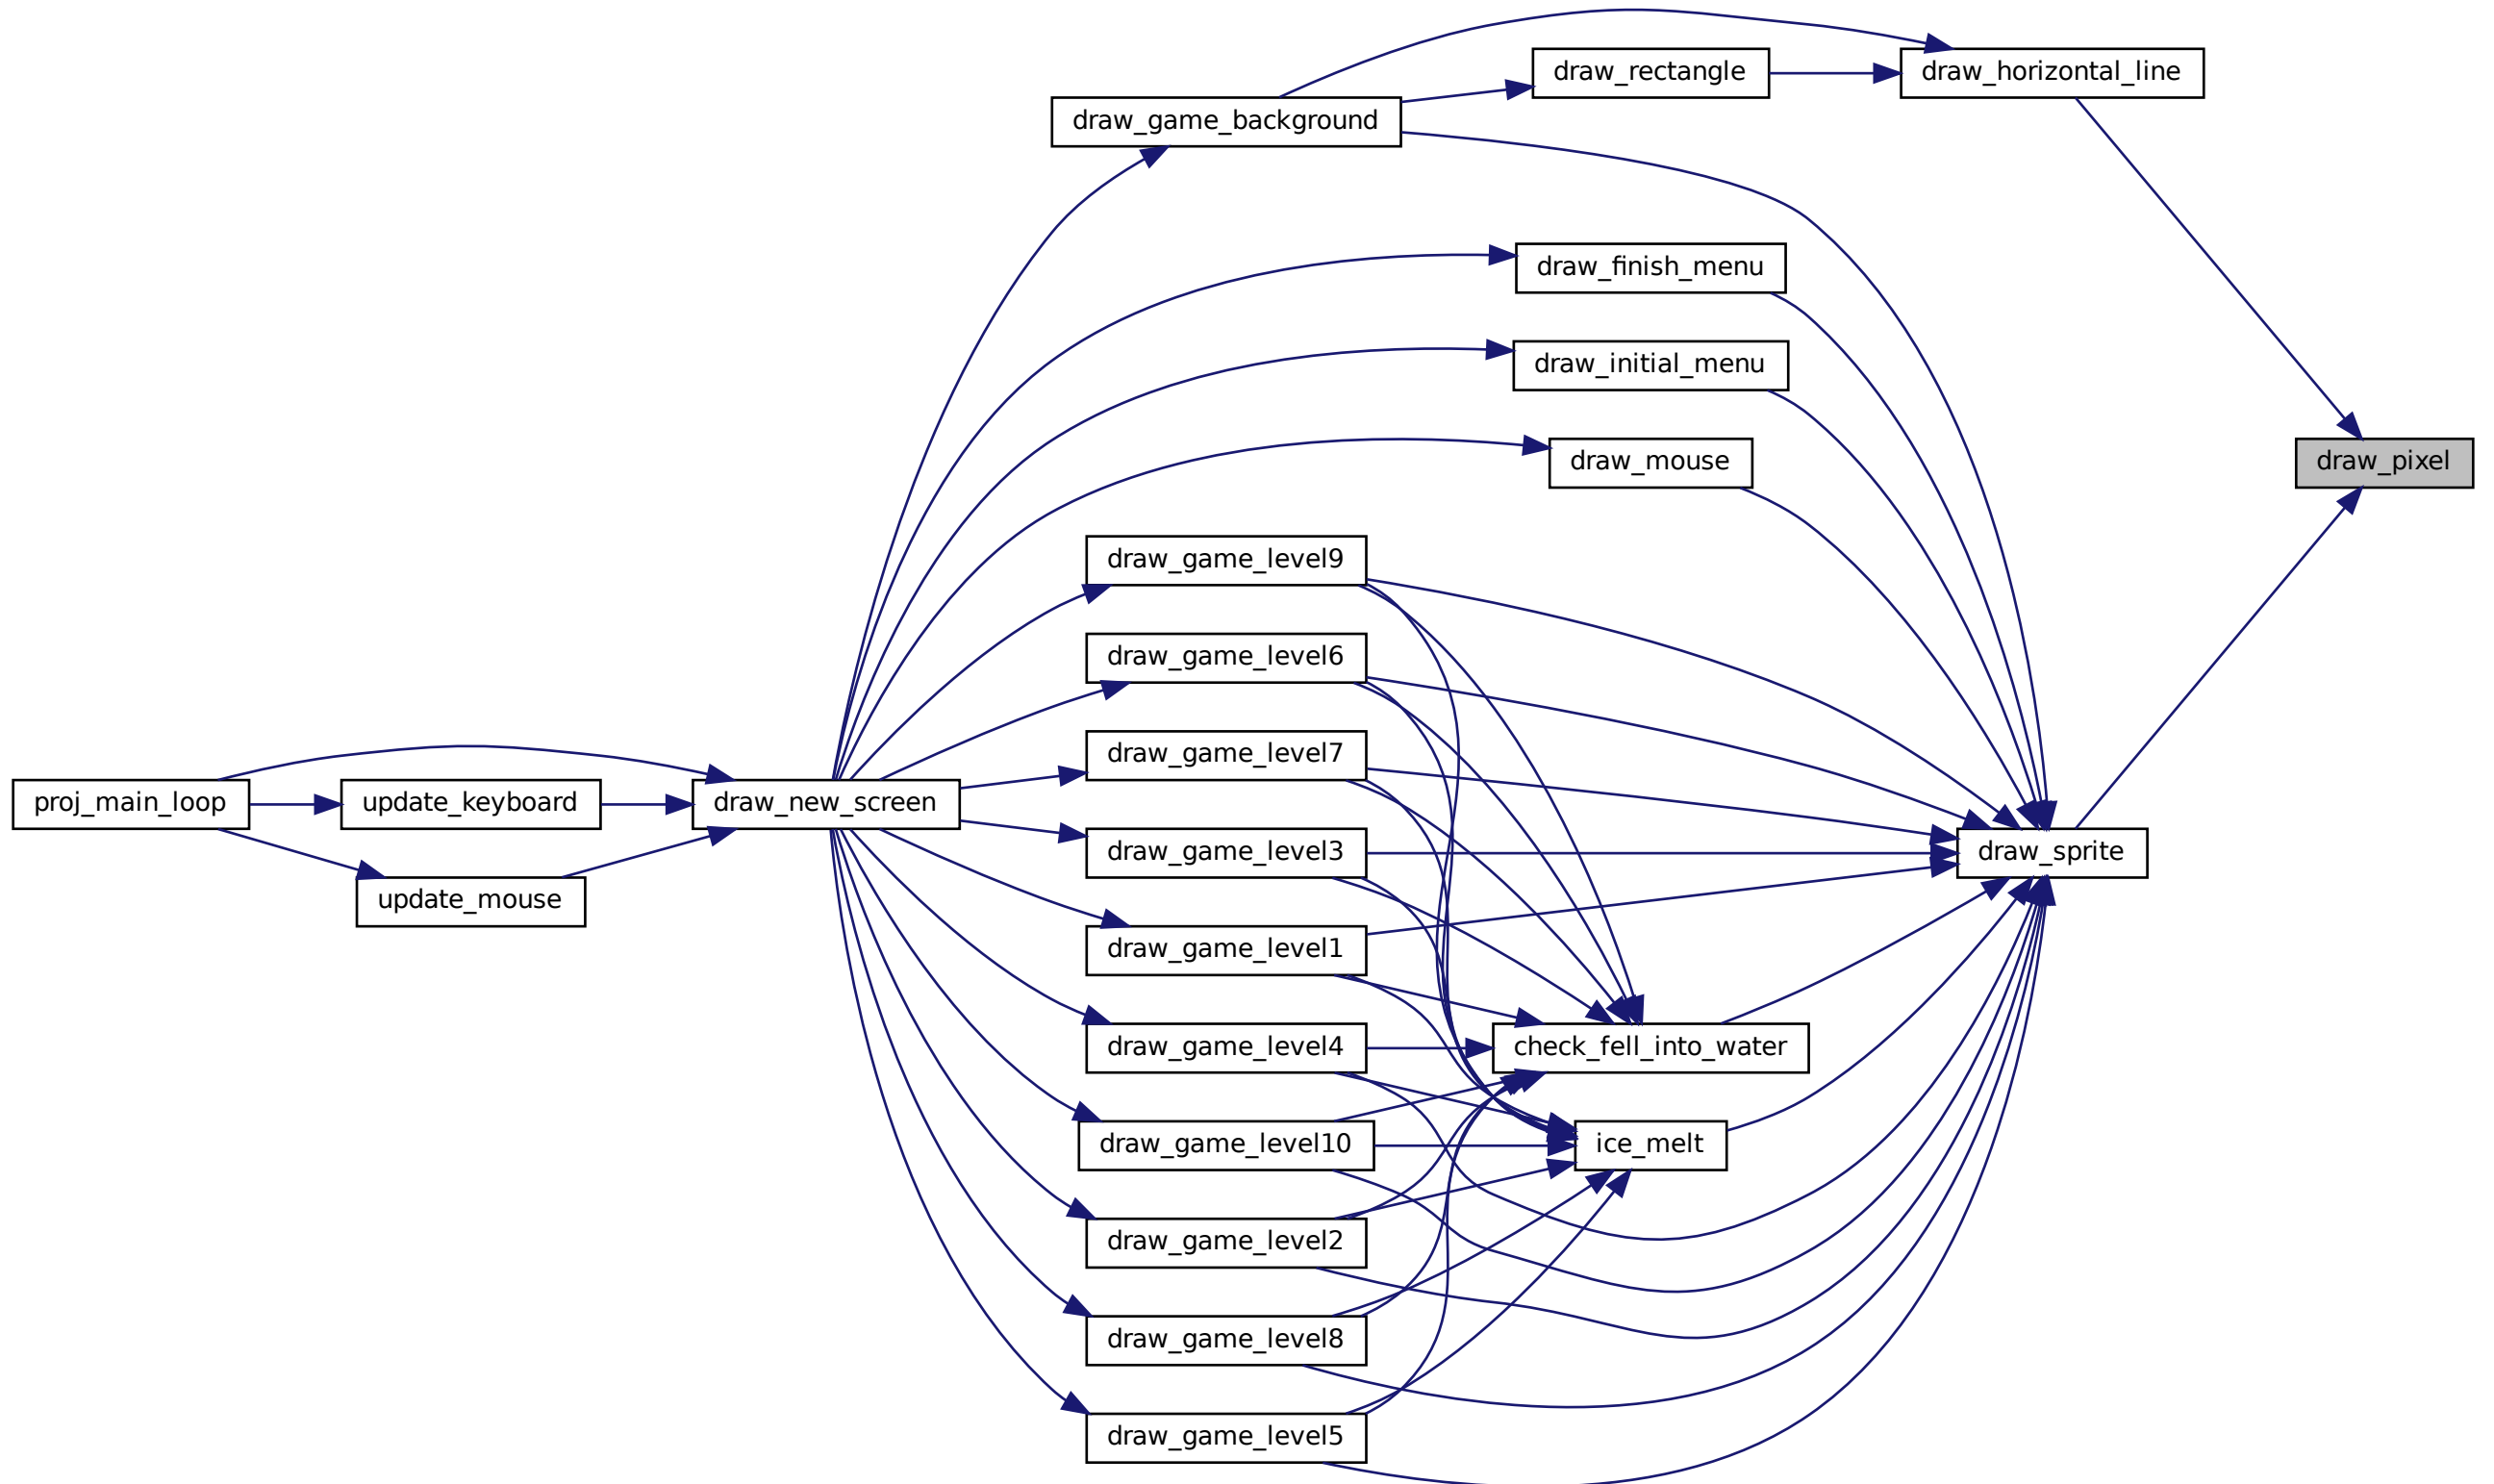 draw_horizontal_line
draw_rectangle
draw_game_background
draw_finish_menu
draw_initial_menu
draw_mouse
draw_pixel
draw_game_level9
draw_game_level6
draw_game_level7
proj_main_loop
update_keyboard
draw_new_screen
draw_game_level3
draw_sprite
update_mouse
draw_game_level1
draw_game_level4
check_fell_into_water
draw_game_level10
ice_melt
draw_game_level2
draw_game_level8
draw_game_level5